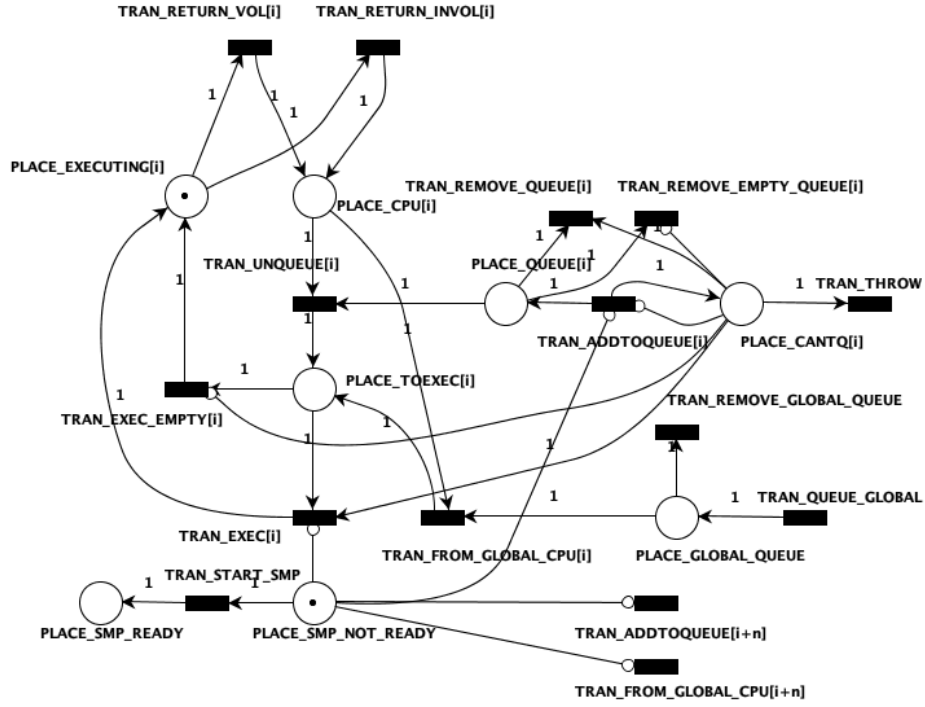 TRAN_RETURN_VOL[i]
TRAN_RETURN_INVOL[i]
1
1
1
1
PLACE_EXECUTING[i]
PLACE_CPU[i]
TRAN_REMOVE_QUEUE[i]
TRAN_REMOVE_EMPTY_QUEUE[i]
1
1
1
TRAN_UNQUEUE[i]
PLACE_QUEUE[i]
1
1
1
1
1
TRAN_THROW
1
1
TRAN_ADDTOQUEUE[i]
PLACE_CANTQ[i]
1
PLACE_TOEXEC[i]
1
TRAN_EXEC_EMPTY[i]
1
TRAN_REMOVE_GLOBAL_QUEUE
1
1
1
1
1
TRAN_QUEUE_GLOBAL
TRAN_EXEC[i]
TRAN_FROM_GLOBAL_CPU[i]
PLACE_GLOBAL_QUEUE
TRAN_START_SMP
1
1
PLACE_SMP_READY
PLACE_SMP_NOT_READY
TRAN_ADDTOQUEUE[i+n]
TRAN_FROM_GLOBAL_CPU[i+n]